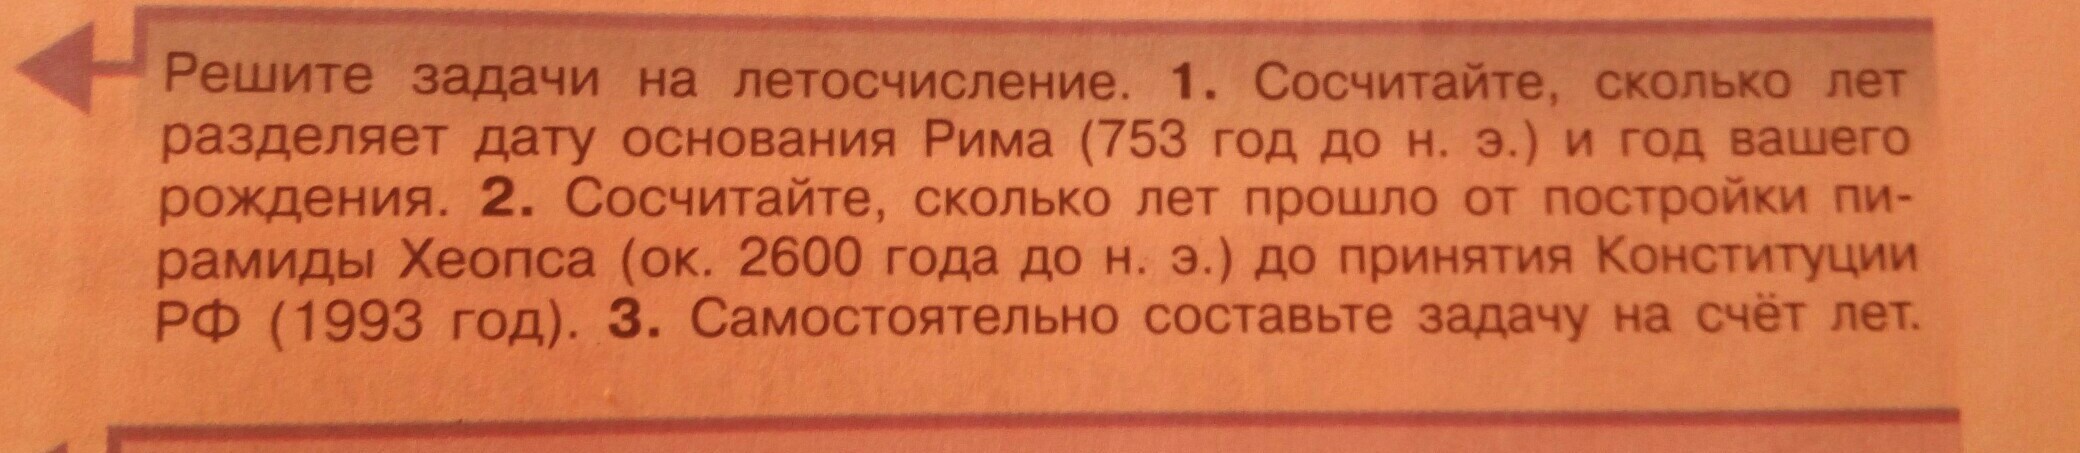 Решите задачи на летосчисление. 1. Сосчитайте, сколько лет
разделяет дату основания Рима (753 год до н. э.) и год вашего
рождения. 2. Сосчитайте, сколько лет прошло от постройки пи-
рамиды Хеопса (ок. 2600 года до н. э.) до принятия Конституции
РФ (1993 год). 3. Самостоятельно составьте задачу на счёт лет.